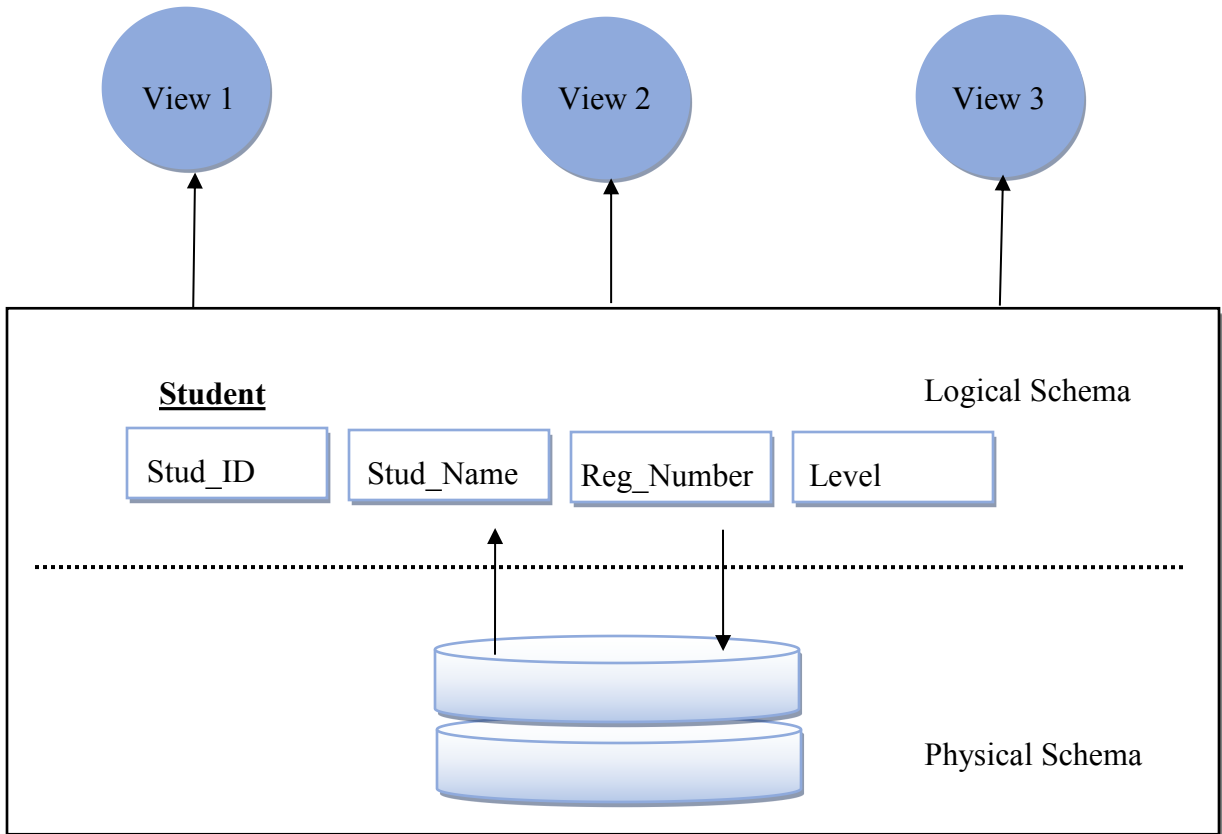 View 1
View 2
View 3
Student
Logical Schema
Stud_ID
Stud_Name
Reg_Number
Level
Physical Schema